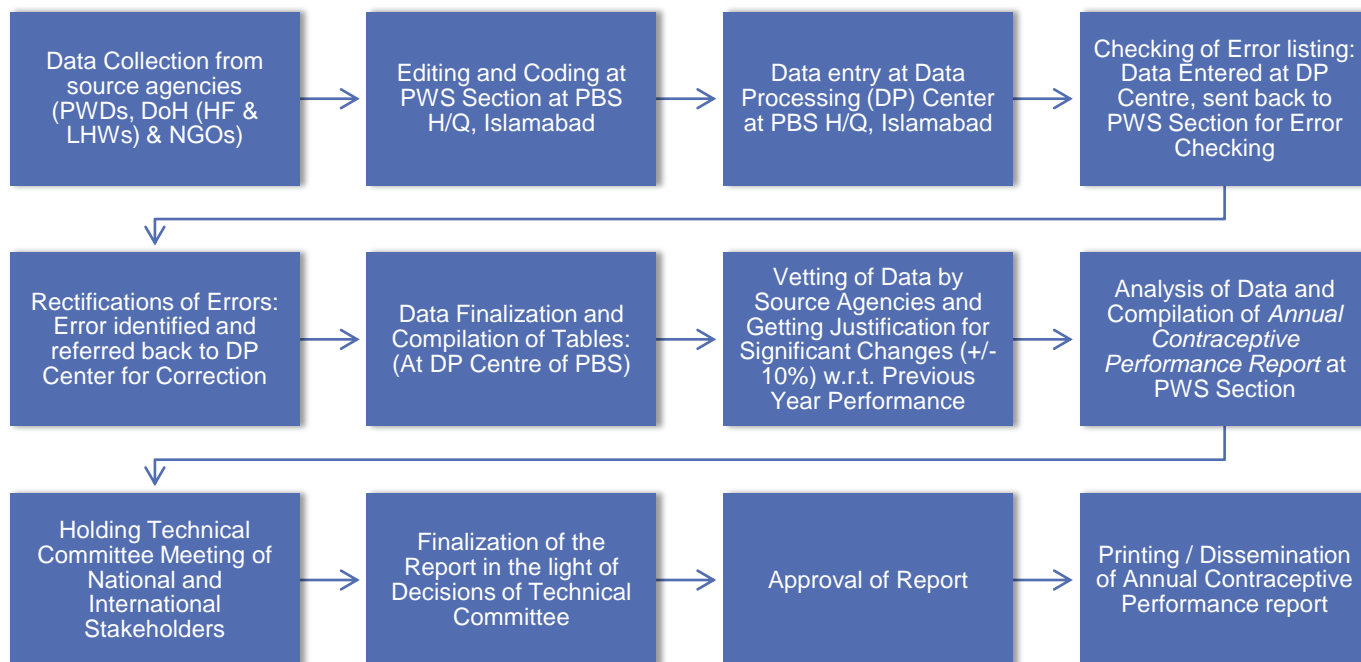 Data Collection from
source agencies
(PWDs, DoH (HF &
LHWs) & NGOs)
Editing and Coding at
PWS Section at PBS
H/Q, Islamabad
Data entry at Data
Processing (DP) Center
at PBS H/Q, Islamabad
Checking of Error listing:
Data Entered at DP
Centre, sent back to
PWS Section for Error
Checking
Rectifications of Errors:
Error identified and
referred back to DP
Center for Correction
Data Finalization and
Compilation of Tables:
(At DP Centre of PBS)
Vetting of Data by
Source Agencies and
Getting Justification for
Significant Changes (+/-
10%) w.r.t. Previous
Year Performance
Analysis of Data and
Compilation of Annual
Contraceptive
Performance Report at
PWS Section
Holding Technical
Committee Meeting of
National and
International
Stakeholders
Finalization of the
Report in the light of
Decisions of Technical
Committee
Approval of Report
Printing / Dissemination
of Annual Contraceptive
Performance report